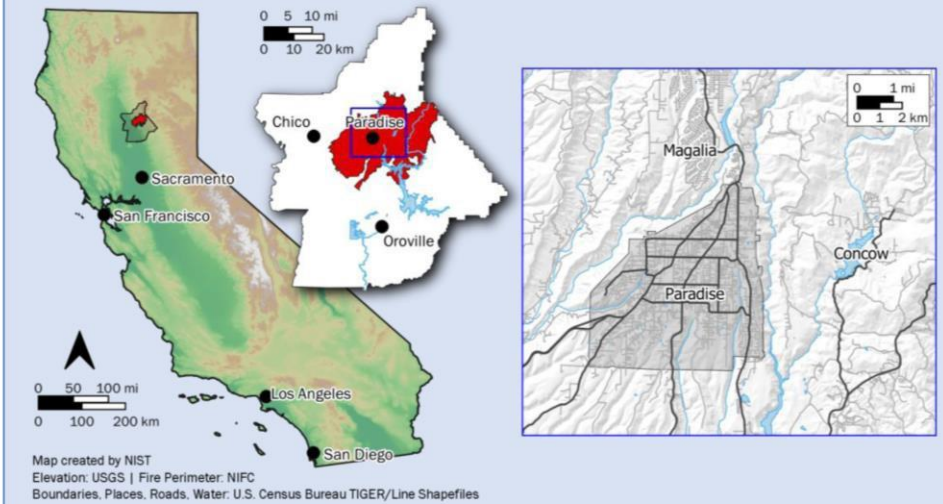 0 5 10 mi
0 10 20 km
Chico
Paradise
Oroville
Sacramento
San Francisco
Los Angeles
San Diego
0 50 100 mi
0 100 200 km
0 1 mi
0 1 2 km
Magalia
Concow
Paradise
Map created by NIST
Elevation: USGS | Fire Perimeter: NIFC
Boundaries, Places, Roads, Water: U.S. Census Bureau TIGER/Line Shapefiles